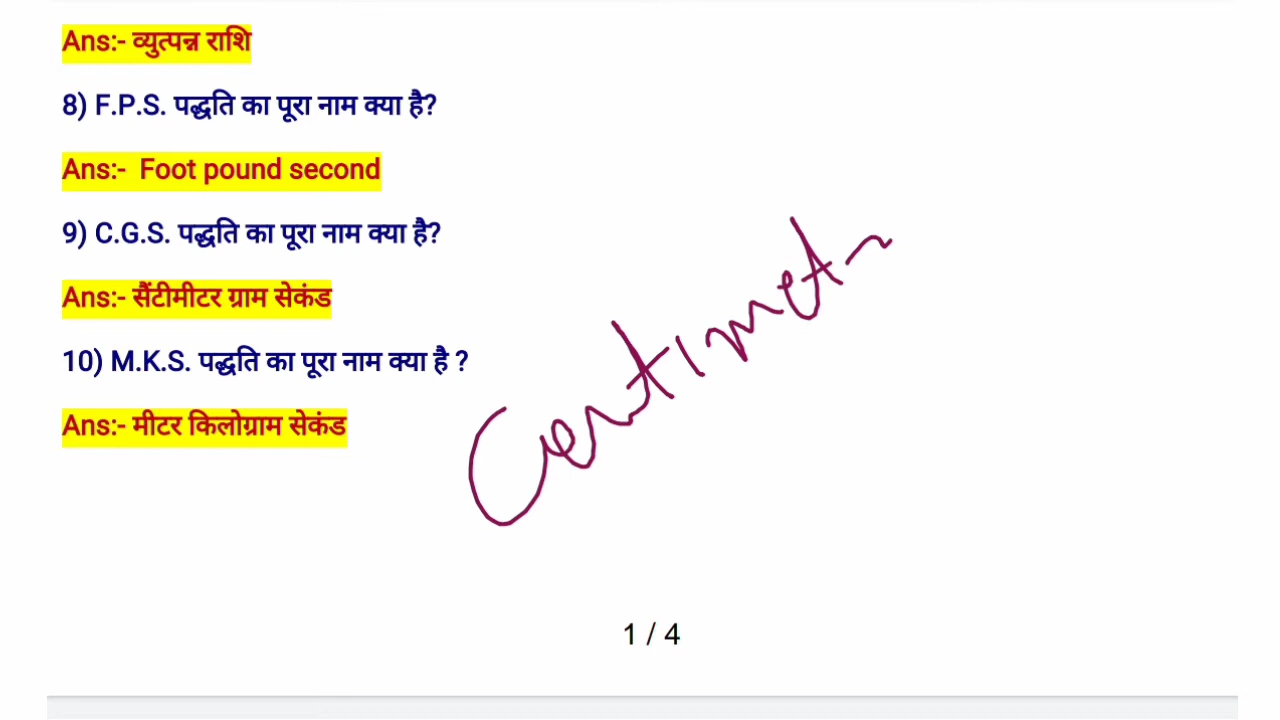 Ans:- व्युत्पन्न राशि
8) F.P.S. पद्धति का पूरा नाम क्या है?
Ans:- Foot pound second
9) C.G.S. पद्धति का पूरा नाम क्या है?
Ans:- सैंटीमीटर ग्राम सेकंड
10) M.K.S. पद्धति का पूरा नाम क्या है ?
Ans:- मीटर किलोग्राम सेकंड
Centimet
1 / 4